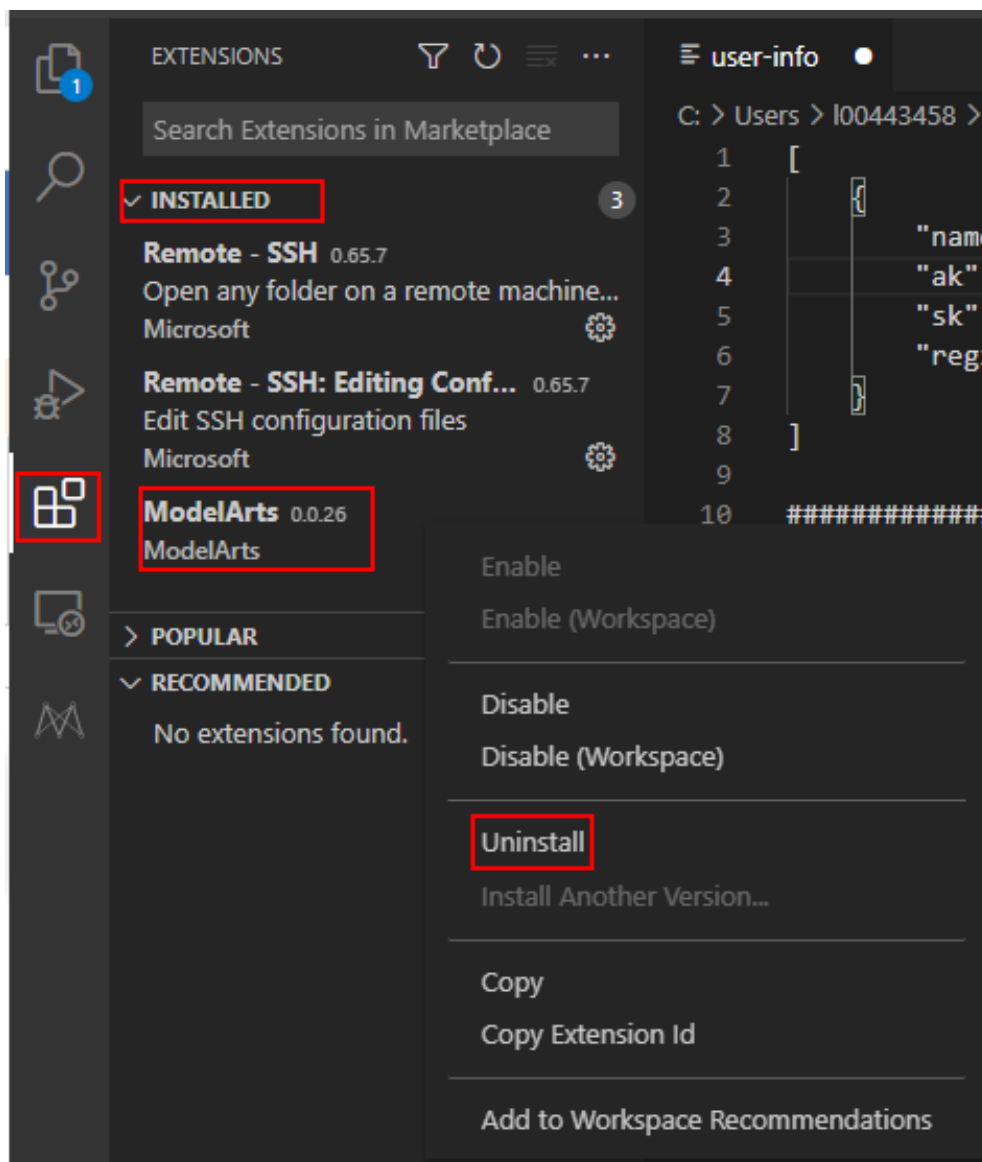 EXTENSIONS
Search Extensions in Marketplace
INSTALLED
3
Remote - SSH 0.65.7
Open any folder on a remote machine...
Microsoft
Remote - SSH: Editing Conf... 0.65.7
Edit SSH configuration files
Microsoft
ModelArts 0.0.26
ModelArts
POPULAR
RECOMMENDED
No extensions found.
1
user-info
C: > Users > l00443458 >
1 [
2 {
3 "name
4 "ak"
5 "sk"
6 "reg
7 }
8 ]
9
10 #############
Enable
Enable (Workspace)
Disable
Disable (Workspace)
Uninstall
Install Another Version...
Copy
Copy Extension Id
Add to Workspace Recommendations